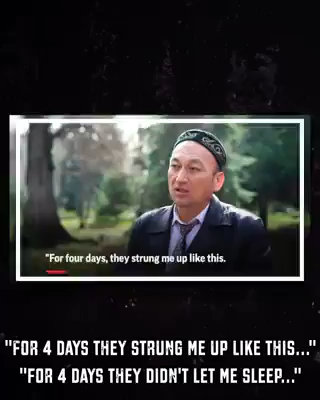 "For four days, they strung me up like this.
"FOR 4 DAYS THEY STRUNG ME UP LIKE THIS..."
"FOR 4 DAYS THEY DIDN'T LET ME SLEEP..."